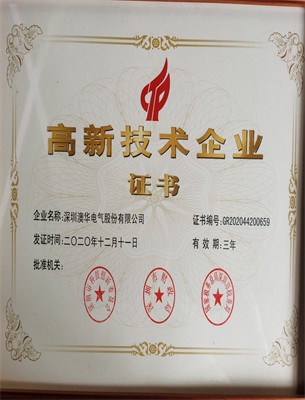 高新技术企业
证书
企业名称:深圳澳华电气股份有限公司
证书编号:GR202044200659
发证时间:二〇二〇年十二月十一日
有效期:三年
批准机关: